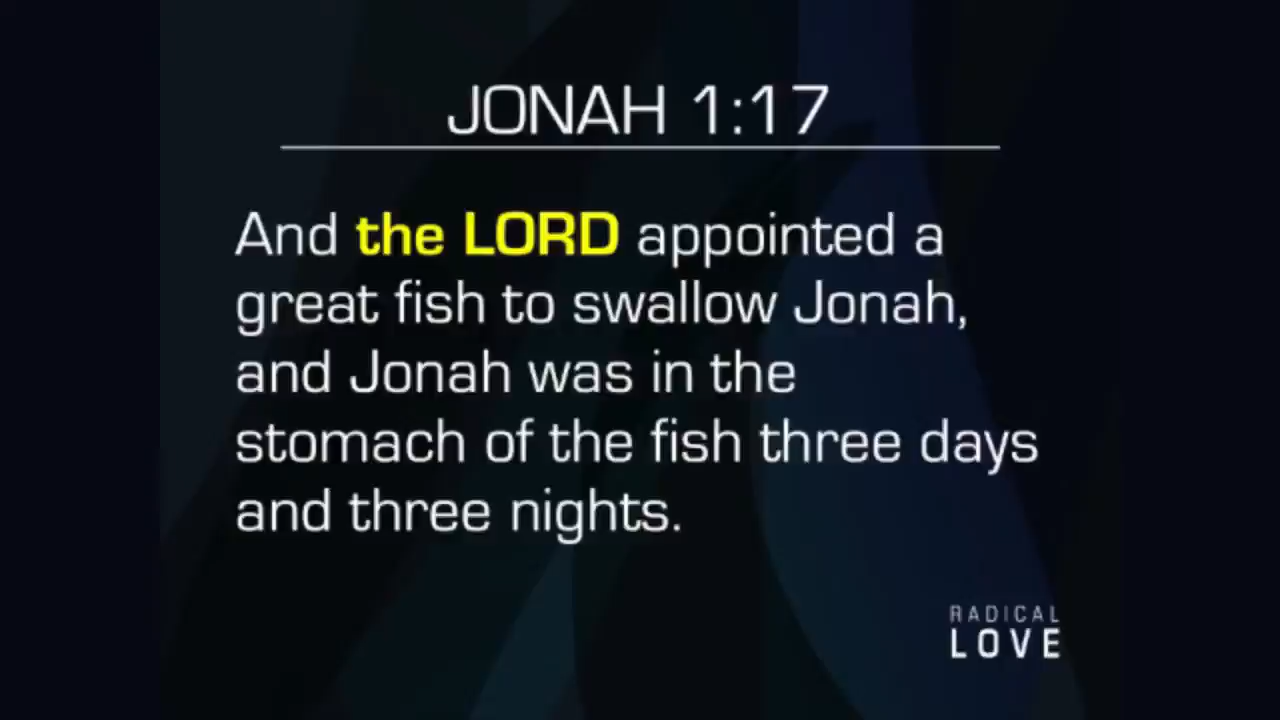 JONAH 1:17
And the LORD appointed a
great fish to swallow Jonah,
and Jonah was in the
stomach of the fish three days
and three nights.
RADICAL
LOVE